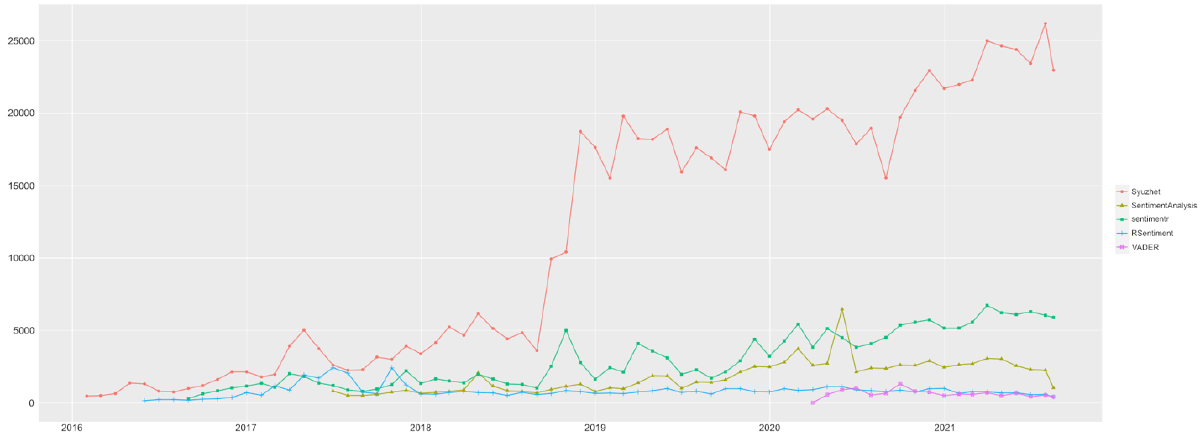 25000
20000
15000
10000
5000
0
2016 2017 2018 2019 2020 2021
Syuzhet
SentimentAnalysis
sentimentr
RSentiment
VADER